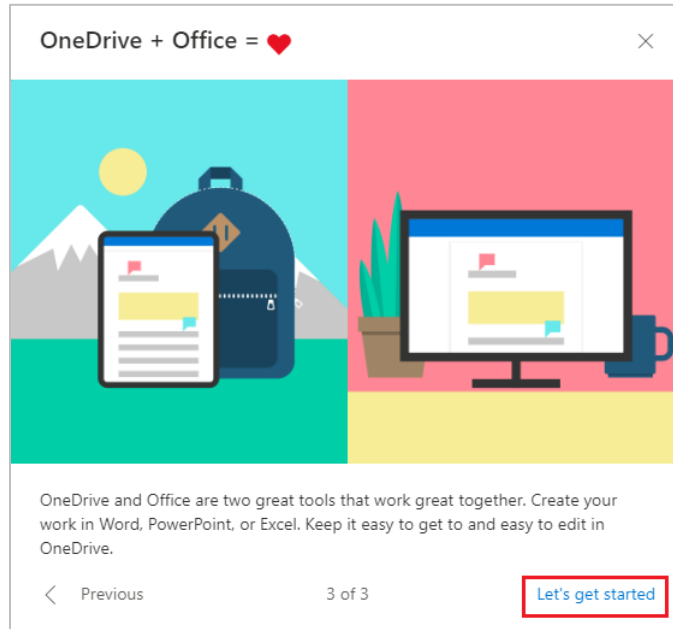 OneDrive + Office = ❤
OneDrive and Office are two great tools that work great together. Create your
work in Word, PowerPoint, or Excel. Keep it easy to get to and easy to edit in
OneDrive.
Previous
3 of 3
Let's get started